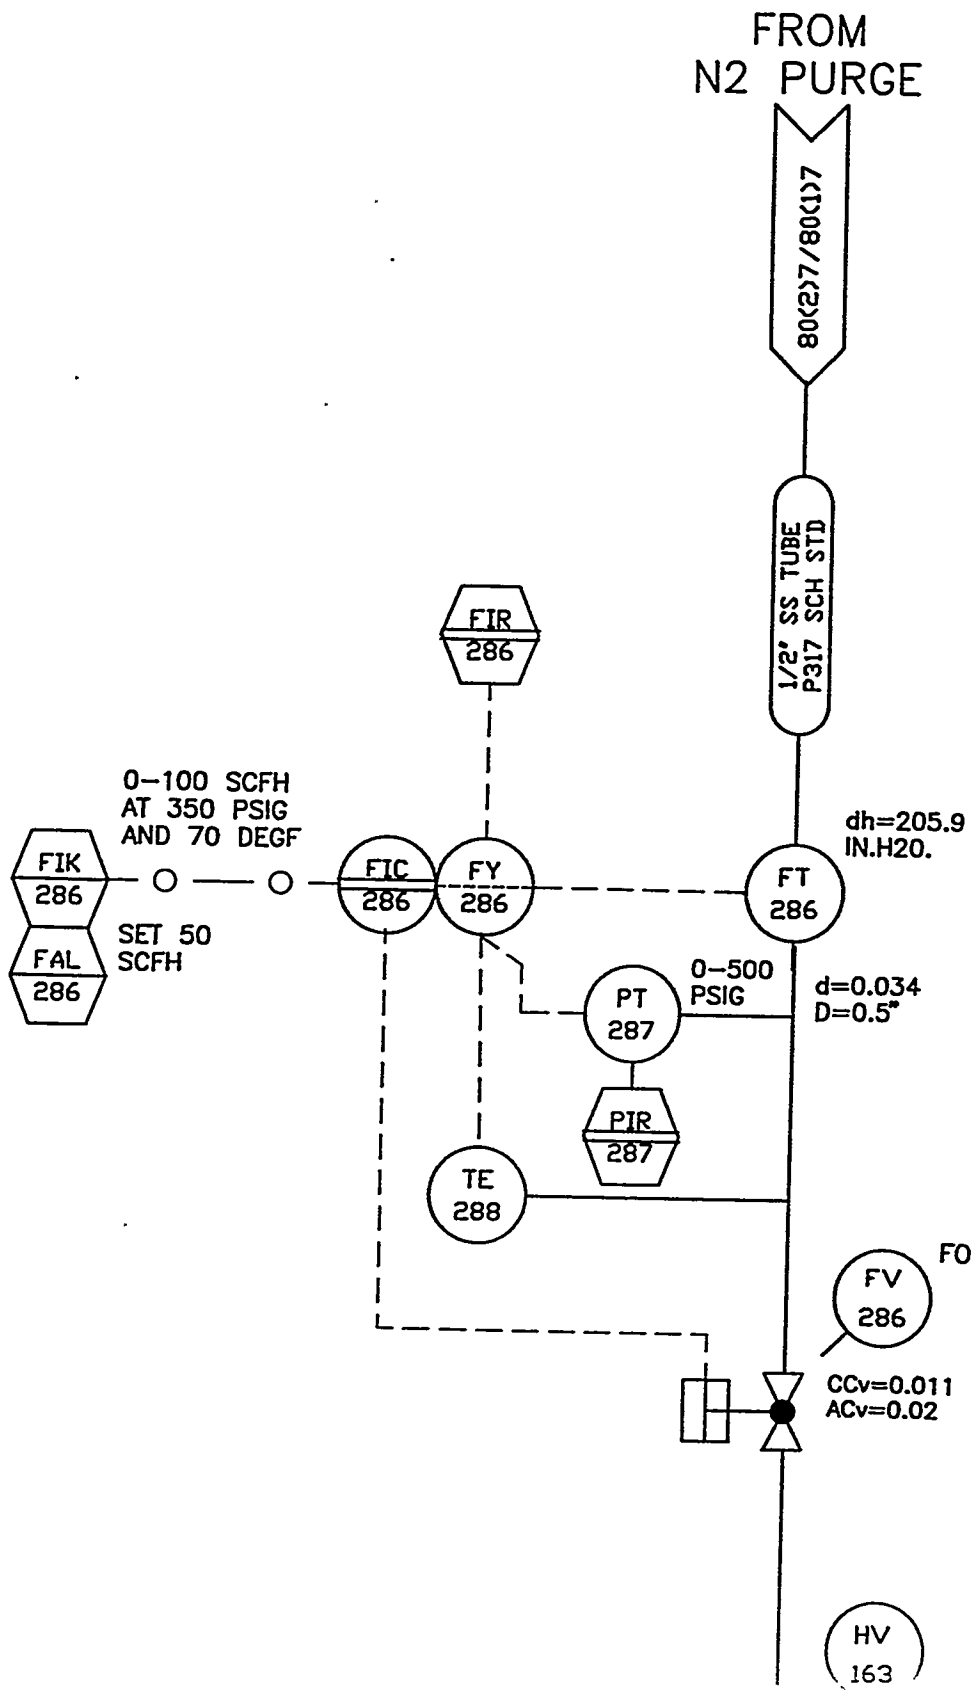 FROM
N2 PURGE
80(2)7/80(1)7
1/2" SS TUBE
P317 SCH STD
FIR
286
0-100 SCFH
AT 350 PSIG
AND 70 DEGF
dh=205.9
IN.H20.
FIK
286
FIC
286
FY
286
FT
286
SET 50
SCFH
FAL
286
0-500
PSIG
d=0.034
D=0.5"
PT
287
PIR
287
TE
288
FO
FV
286
CCv=0.011
ACv=0.02
HV
163